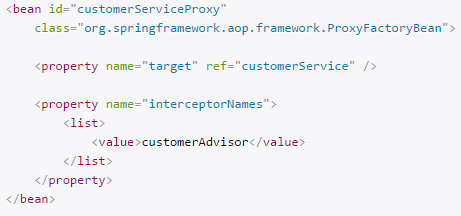 <bean id="customerServiceProxy"
class="org.springframework.aop.framework.ProxyFactoryBean">
<property name="target" ref="customerService" />
<property name="interceptorNames">
<list>
<value>customerAdvisor</value>
</list>
</property>
</bean>